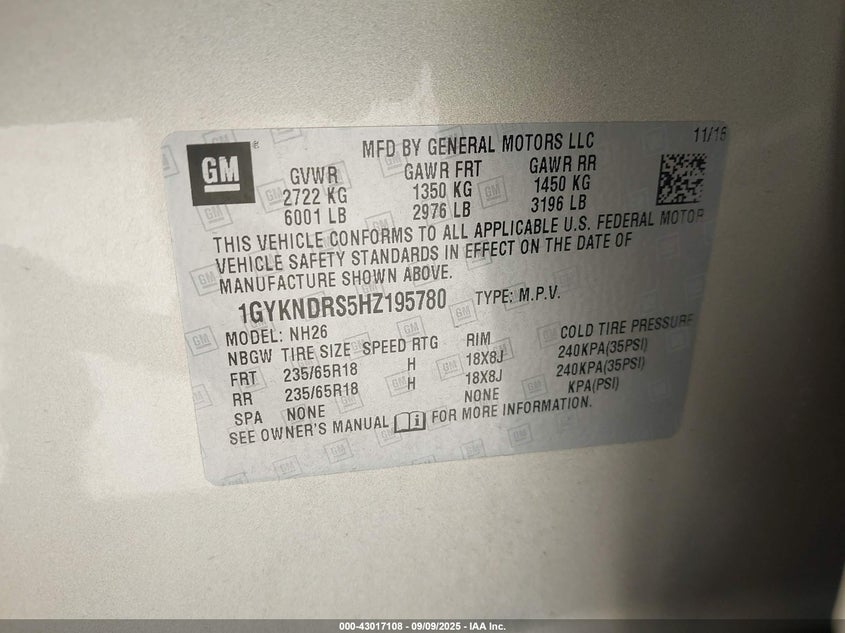 GM ®
MFD BY GENERAL MOTORS LLC 11/16
GVWR GAWR FRT GAWR RR
2722 KG 1350 KG 1450 KG
6001 LB 2976 LB 3196 LB
THIS VEHICLE CONFORMS TO ALL APPLICABLE U.S. FEDERAL MOTOR
VEHICLE SAFETY STANDARDS IN EFFECT ON THE DATE OF
MANUFACTURE SHOWN ABOVE.
1GYKNDRS5HZ195780 TYPE: M.P.V.
MODEL: NH26
NBGW TIRE SIZE SPEED RTG RIM COLD TIRE PRESSURE
FRT 235/65R18 H 18X8J 240KPA(35PSI)
RR 235/65R18 H 18X8J 240KPA(35PSI)
SPA NONE NONE KPA(PSI)
SEE OWNER'S MANUAL FOR MORE INFORMATION.
000-43017108 - 09/09/2025 - IAA Inc.